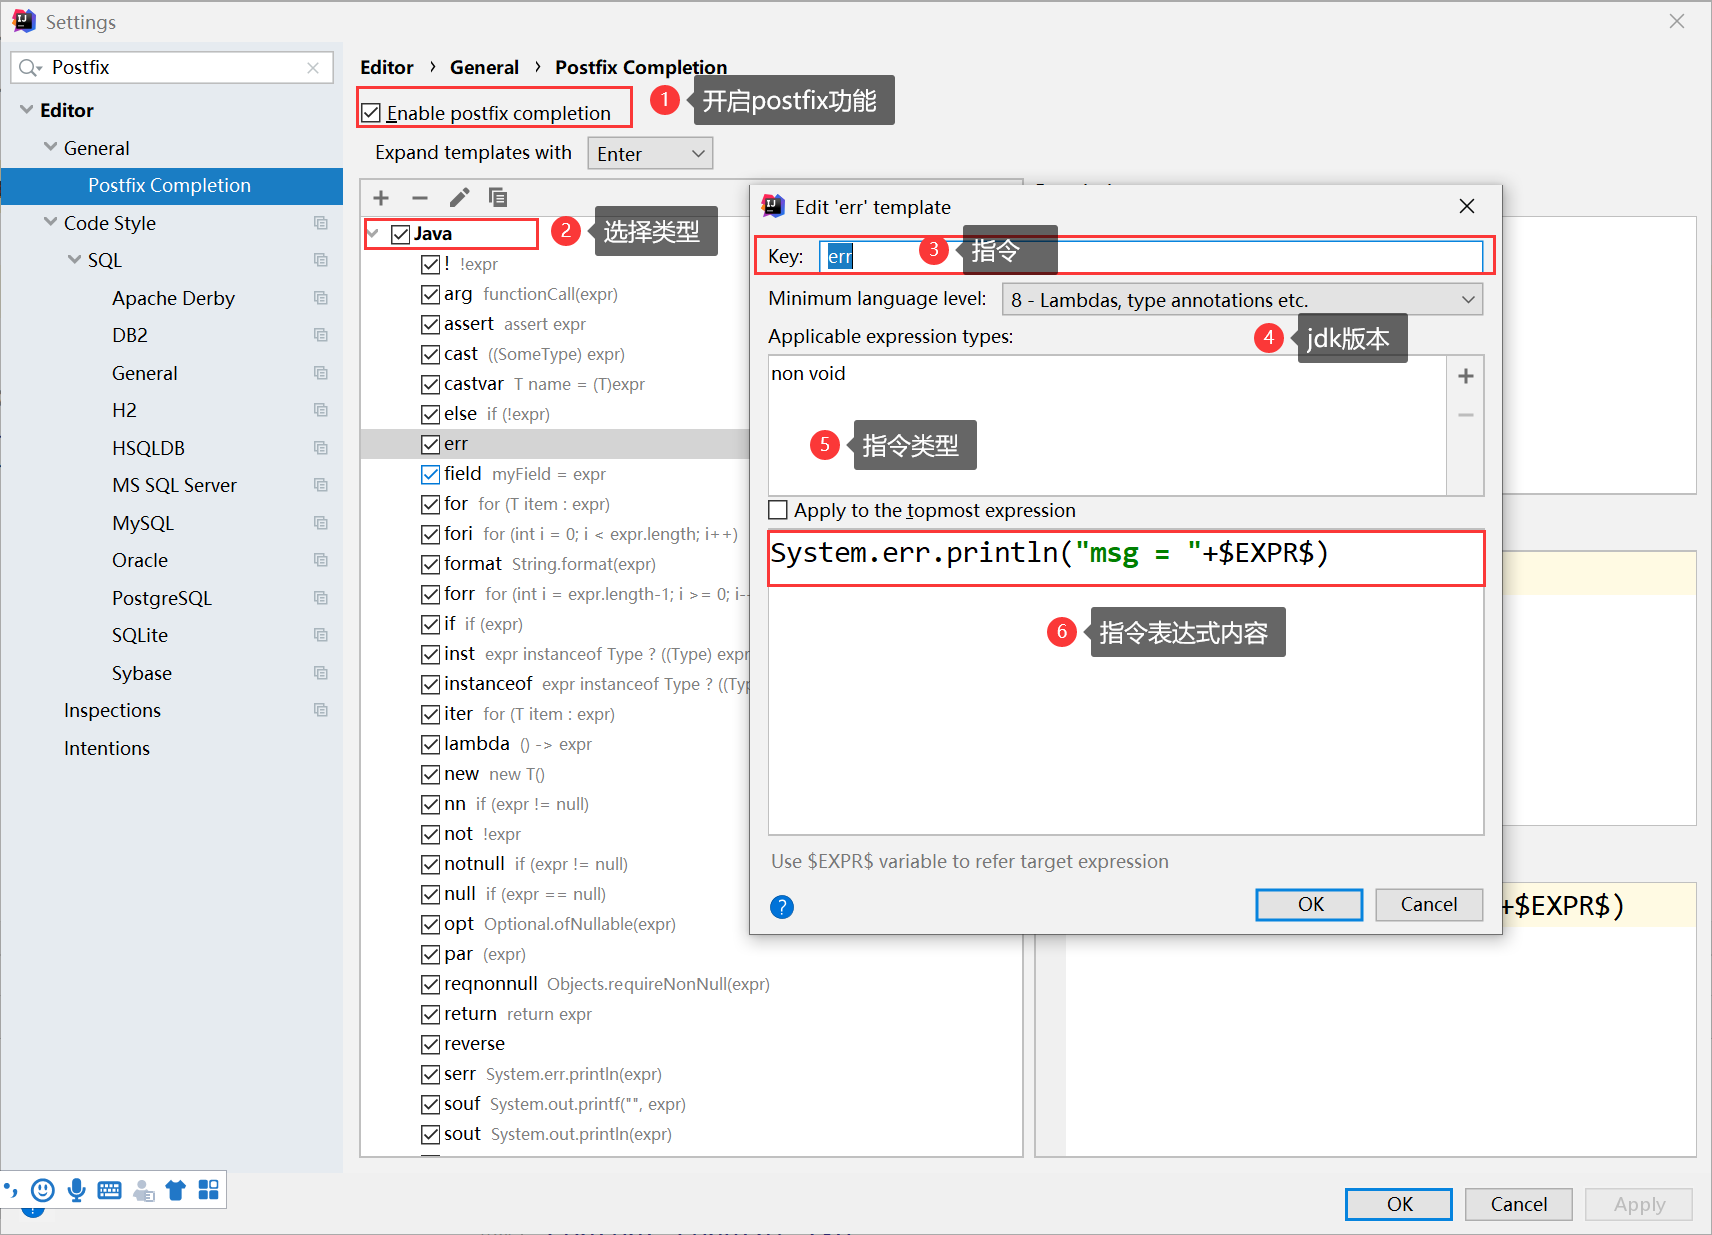 Settings
Postfix
Editor
General
Postfix Completion
Code Style
SQL
Apache Derby
DB2
General
H2
HSQLDB
MS SQL Server
MySQL
Oracle
PostgreSQL
SQLite
Sybase
Inspections
Intentions
Editor › General › Postfix Completion
Enable postfix completion
1 开启postfix功能
Expand templates with Enter
Java
2 选择类型
! !expr
arg functionCall(expr)
assert assert expr
cast ((SomeType) expr)
castvar T name = (T)expr
else if (!expr)
err
field myField = expr
for for (T item : expr)
fori for (int i = 0; i < expr.length; i++)
format String.format(expr)
forr for (int i = expr.length-1; i >= 0; i--
if if (expr)
inst expr instanceof Type ? ((Type) expr
instanceof expr instanceof Type ? ((Typ
iter for (T item : expr)
lambda () -> expr
new new T()
nn if (expr != null)
not !expr
notnull if (expr != null)
null if (expr == null)
opt Optional.ofNullable(expr)
par (expr)
reqnonnull Objects.requireNonNull(expr)
return return expr
reverse
serr System.err.println(expr)
souf System.out.printf("", expr)
sout System.out.println(expr)
Edit 'err' template
Key: err
3 指令
Minimum language level: 8 - Lambdas, type annotations etc.
4 jdk版本
Applicable expression types:
non void
5 指令类型
Apply to the topmost expression
System.err.println("msg = "+$EXPR$)
6 指令表达式内容
Use $EXPR$ variable to refer target expression
? OK Cancel
+$EXPR$)
OK Cancel Apply